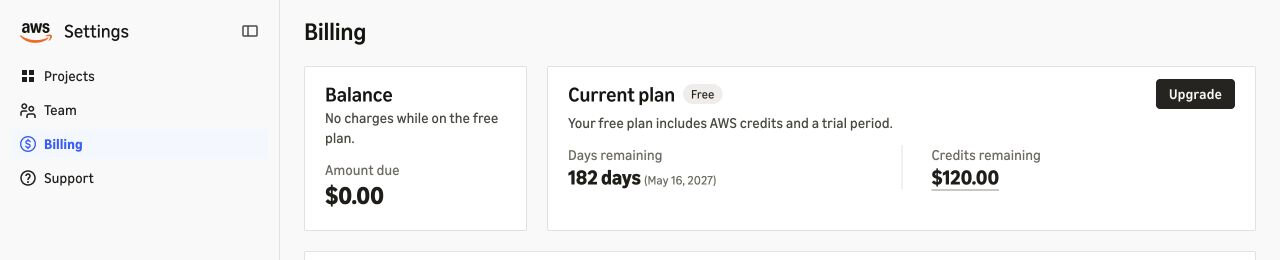 aws Settings
Projects
Team
Billing
Support
Billing
Balance
No charges while on the free
plan.
Amount due
$0.00
Current plan Free
Upgrade
Your free plan includes AWS credits and a trial period.
Days remaining
182 days (May 16, 2027)
Credits remaining
$120.00